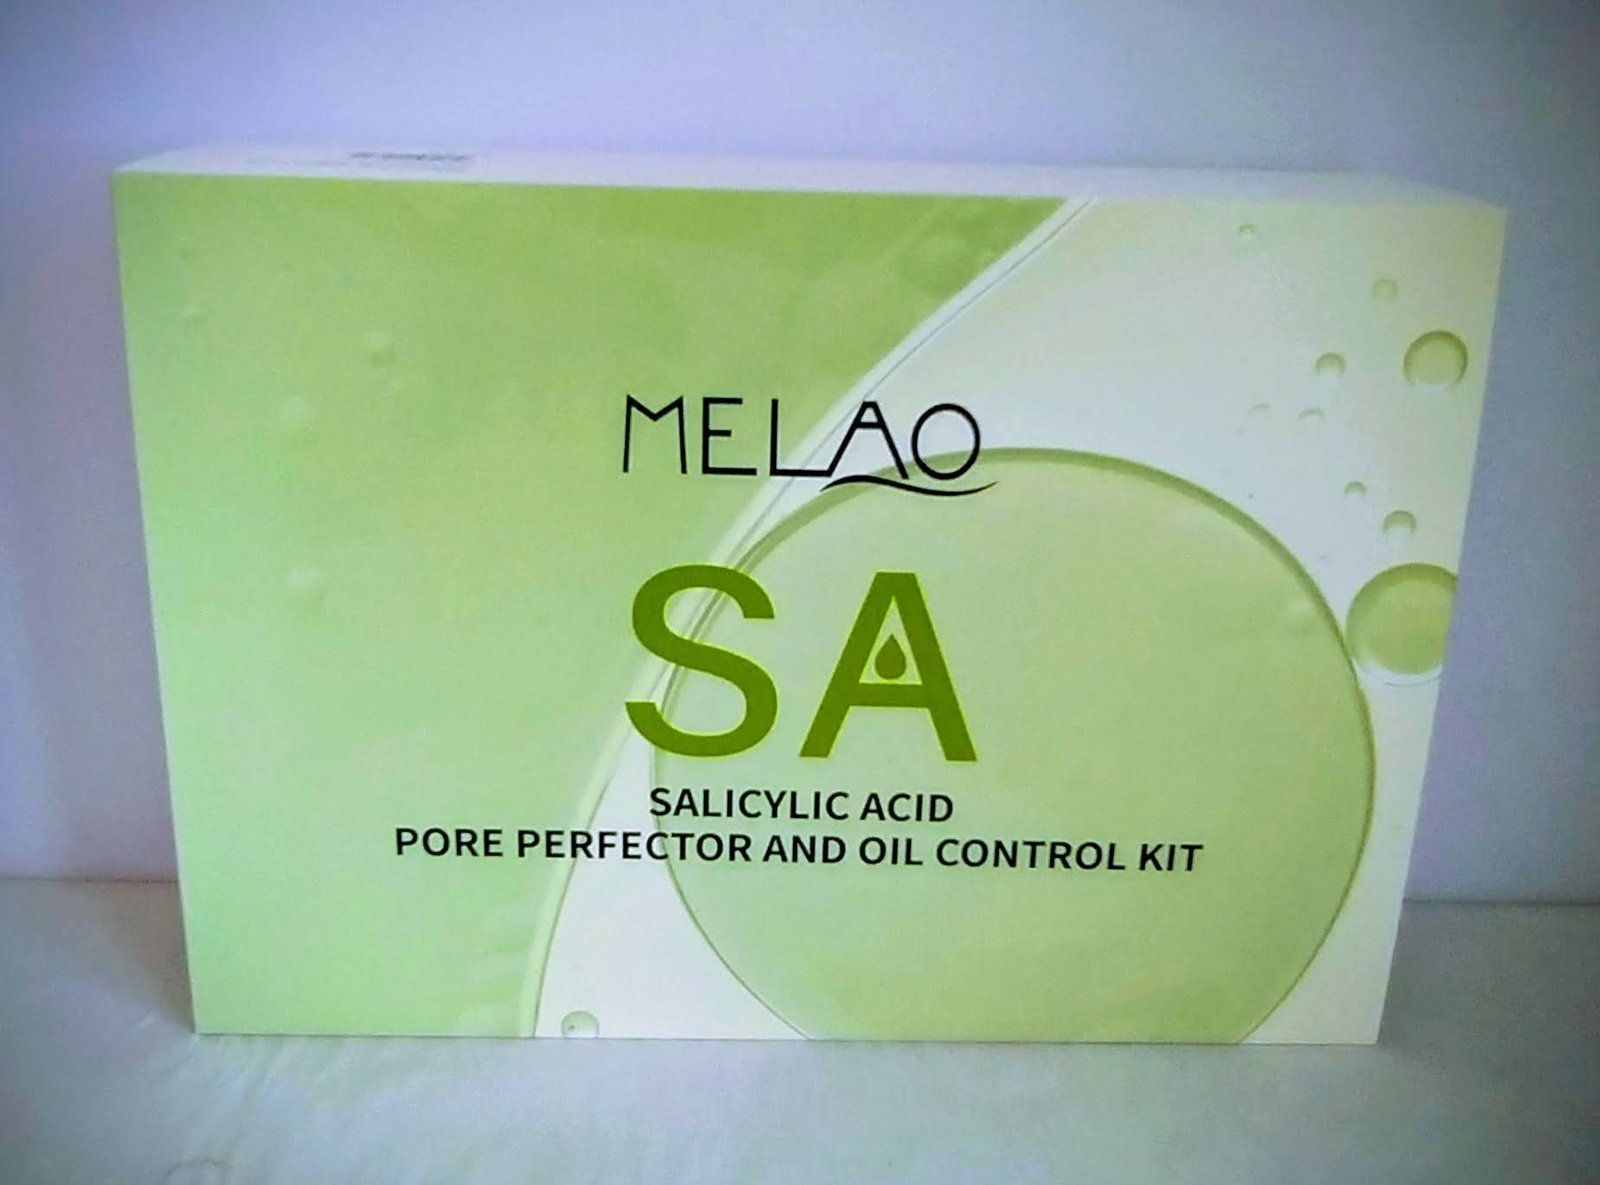 MELAO
SA
SALICYLIC ACID
PORE PERFECTOR AND OIL CONTROL KIT